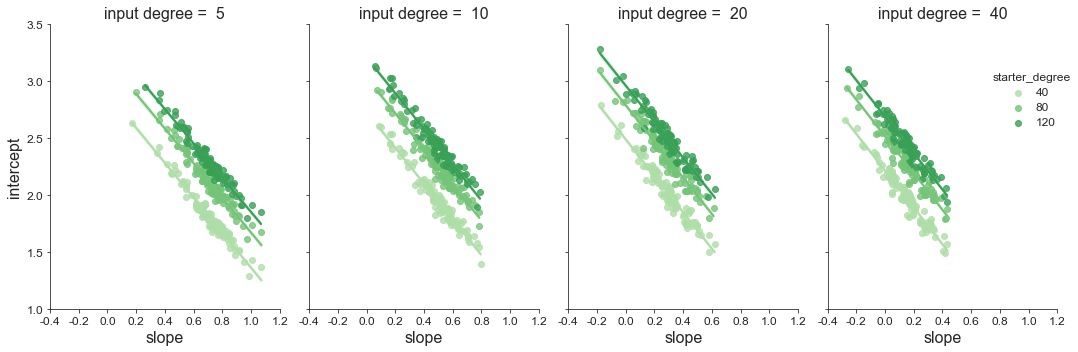 input degree =  5
input degree =  10
input degree =  20
input degree =  40
3.5
3.0
2.5
2.0
1.5
1.0
intercept
starter_degree
40
80
120
-0.4 -0.2 0.0 0.2 0.4 0.6 0.8 1.0 1.2
-0.4 -0.2 0.0 0.2 0.4 0.6 0.8 1.0 1.2
-0.4 -0.2 0.0 0.2 0.4 0.6 0.8 1.0 1.2
-0.4 -0.2 0.0 0.2 0.4 0.6 0.8 1.0 1.2
slope
slope
slope
slope